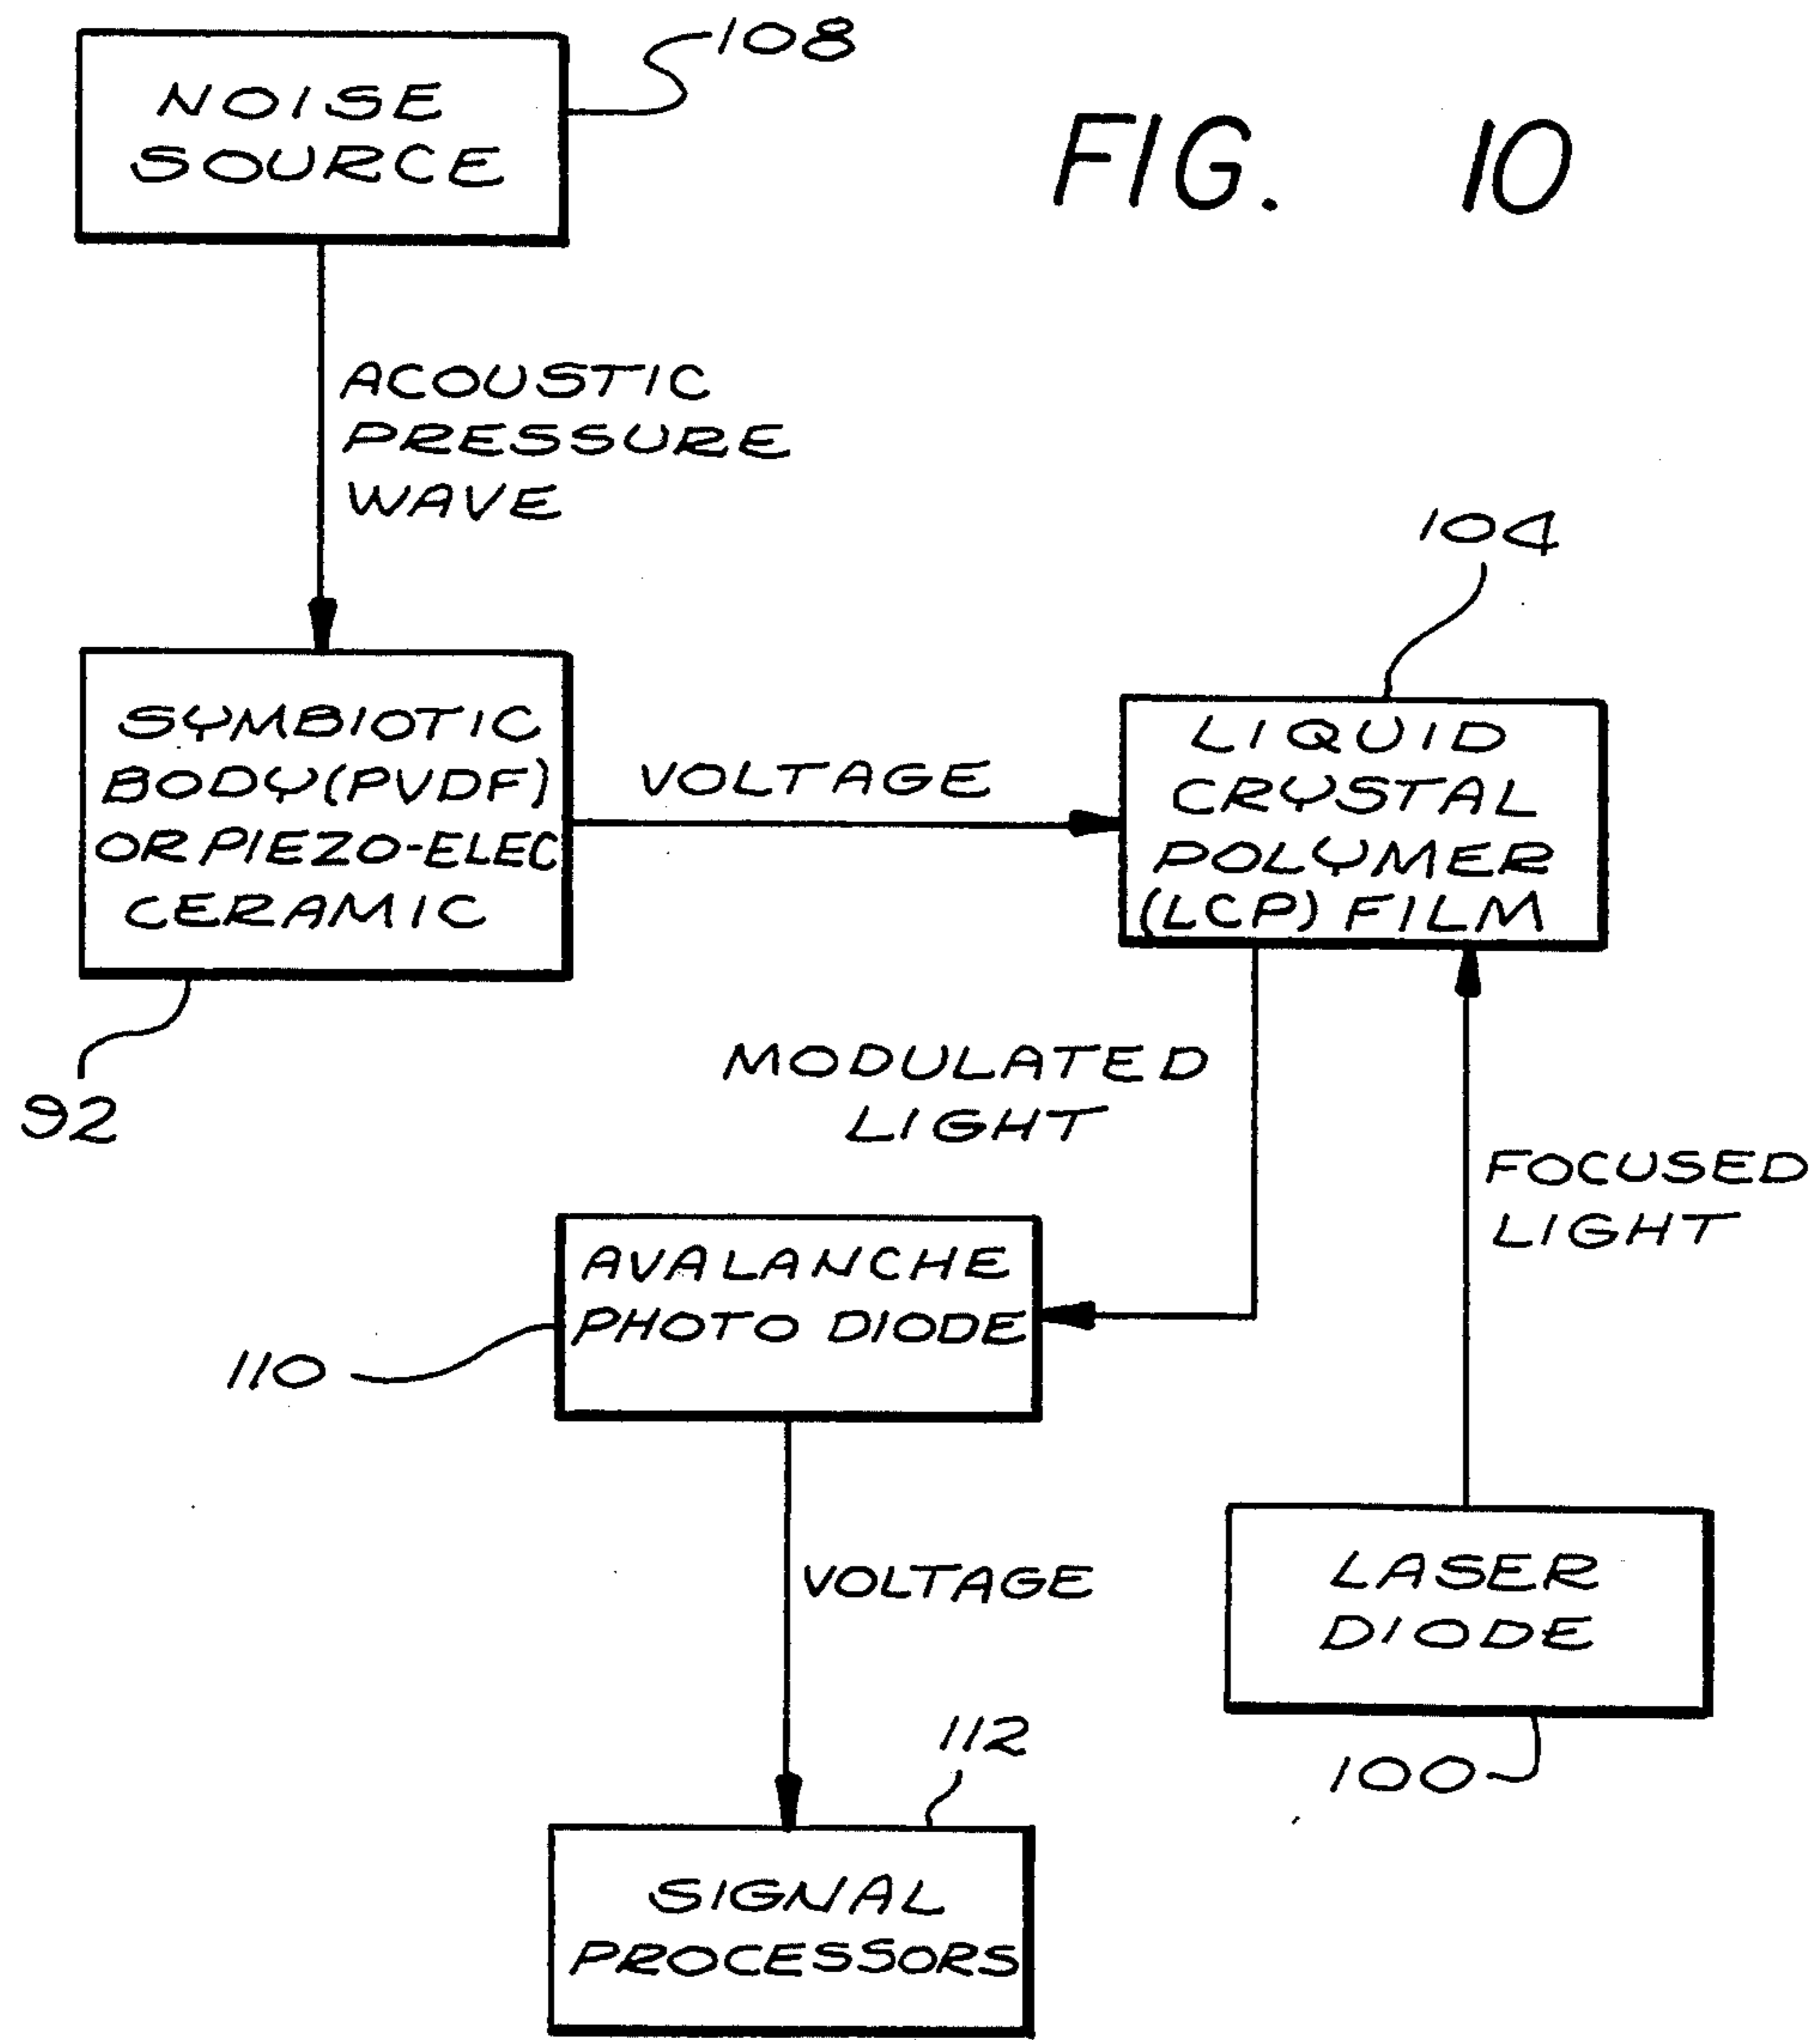 108
NOISE
SOURCE
FIG. 10
ACOUSTIC
PRESSURE
WAVE
104
SYMBIOTIC
BODY (PVDF)
OR PIEZO-ELEC
CERAMIC
VOLTAGE
LIQUID
CRYSTAL
POLYMER
(LCP) FILM
92
MODULATED
LIGHT
FOCUSED
LIGHT
AVALANCHE
PHOTO DIODE
110
VOLTAGE
LASER
DIODE
100
112
SIGNAL
PROCESSORS